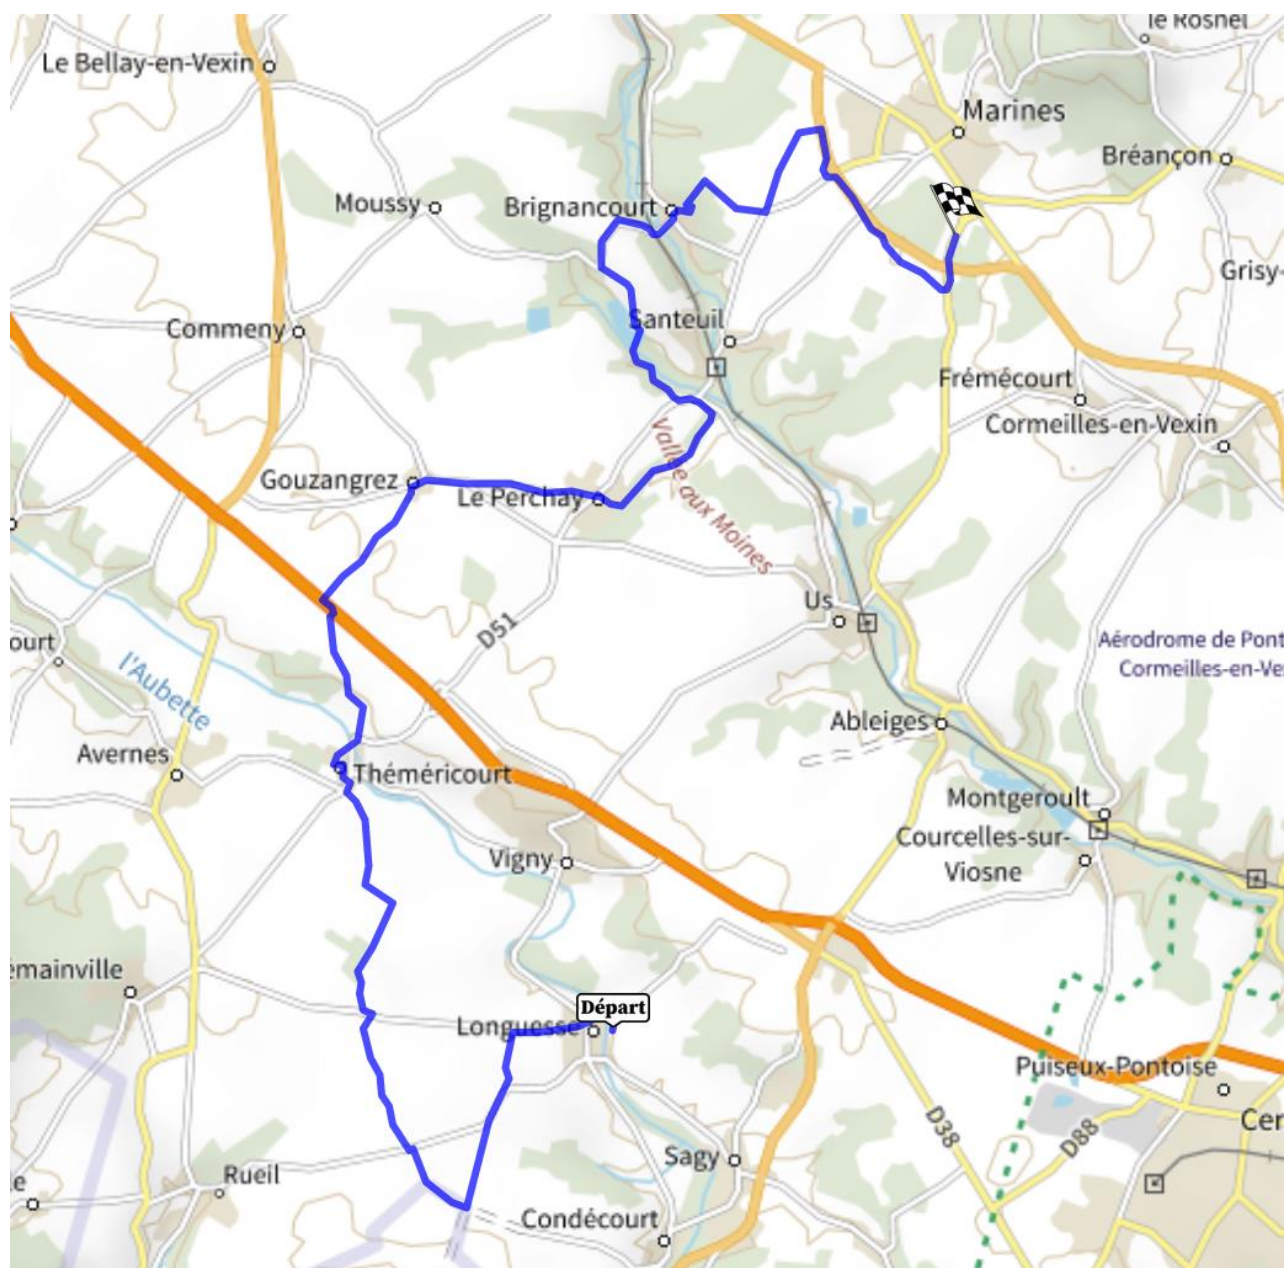 le Rosnel
Le Bellay-en-Vexin
Marines
Bréançon
Moussy
Brignancourt
Grisy-
Santeuil
Commeny
Frémécourt
Cormeilles-en-Vexin
Gouzangrez
Le Perchay
Vallée aux Moines
Us
D51
ourt
l'Aubette
Aérodrome de Pont
Cormeilles-en-Ve
Ableiges
Avernes
Théméricourt
Montgeroult
Courcelles-sur-
Viosne
Vigny
emainville
Départ
Longuesse
Puiseux-Pontoise
Cer
D38
D88
Sagy
Rueil
e
Condécourt